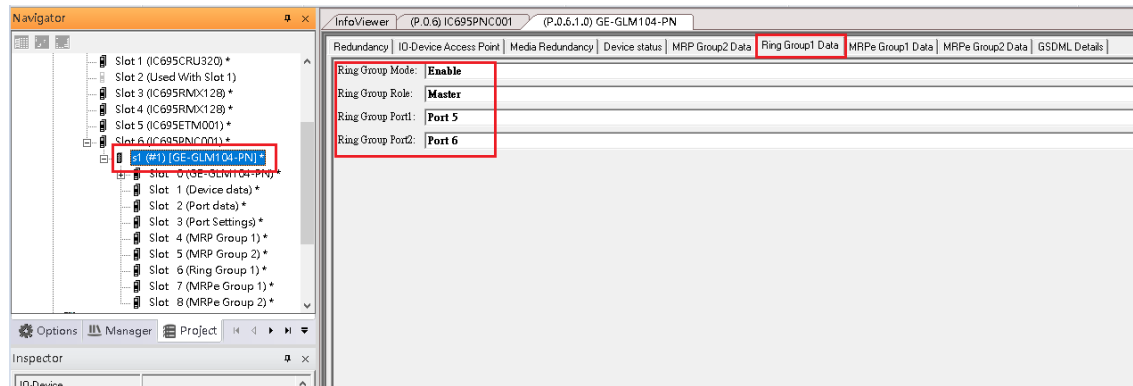 Navigator
InfoViewer
(P.0.6) IC695PNC001
(P.0.6.1.0) GE-GLM104-PN
Redundancy
IO-Device Access Point
Media Redundancy
Device status
MRP Group2 Data
Ring Group1 Data
MRPe Group1 Data
MRPe Group2 Data
GSDML Details
Slot 1 (IC695CRU320) *
Slot 2 (Used With Slot 1)
Slot 3 (IC695RMX128) *
Slot 4 (IC695RMX128) *
Slot 5 (IC695ETM001) *
Slot 6 (IC695PNC001) *
s1 (#1) [GE-GLM104-PN] *
Slot 0 (GE-GLM104-PN) *
Slot 1 (Device data) *
Slot 2 (Port data) *
Slot 3 (Port Settings) *
Slot 4 (MRP Group 1) *
Slot 5 (MRP Group 2) *
Slot 6 (Ring Group 1) *
Slot 7 (MRPe Group 1) *
Slot 8 (MRPe Group 2) *
Options Manager Project
Inspector
IO-Device
Ring Group Mode: Enable
Ring Group Role: Master
Ring Group Port1: Port 5
Ring Group Port2: Port 6